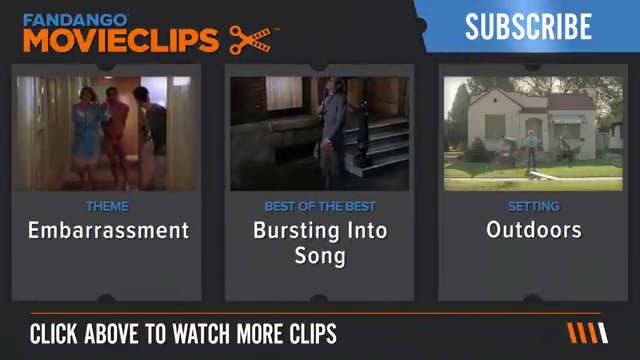 FANDANGO
MOVIECLIPS
SUBSCRIBE
THEME
Embarrassment
BEST OF THE BEST
Bursting Into
Song
SETTING
Outdoors
CLICK ABOVE TO WATCH MORE CLIPS